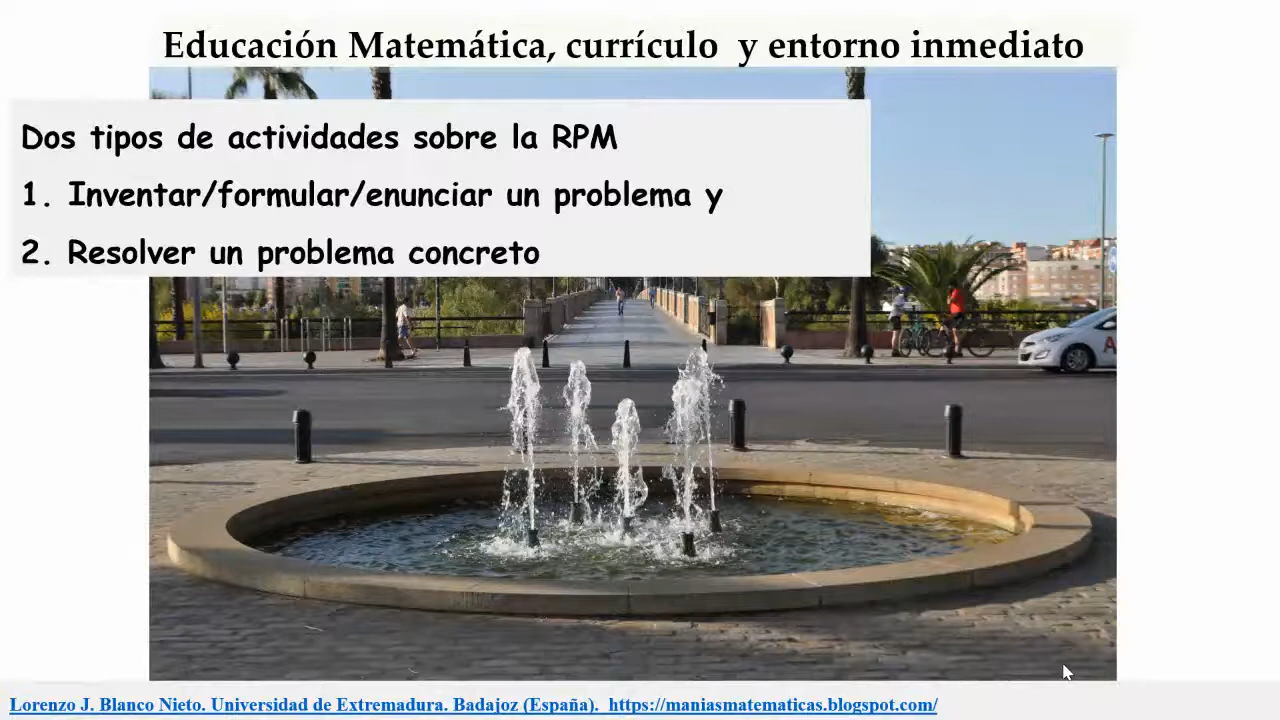 Educación Matemática, currículo y entorno inmediato
Dos tipos de actividades sobre la RPM
1. Inventar/formular/enunciar un problema y
2. Resolver un problema concreto
Lorenzo J. Blanco Nieto. Universidad de Extremadura. Badajoz (España). https://maniasmatematicas.blogspot.com/